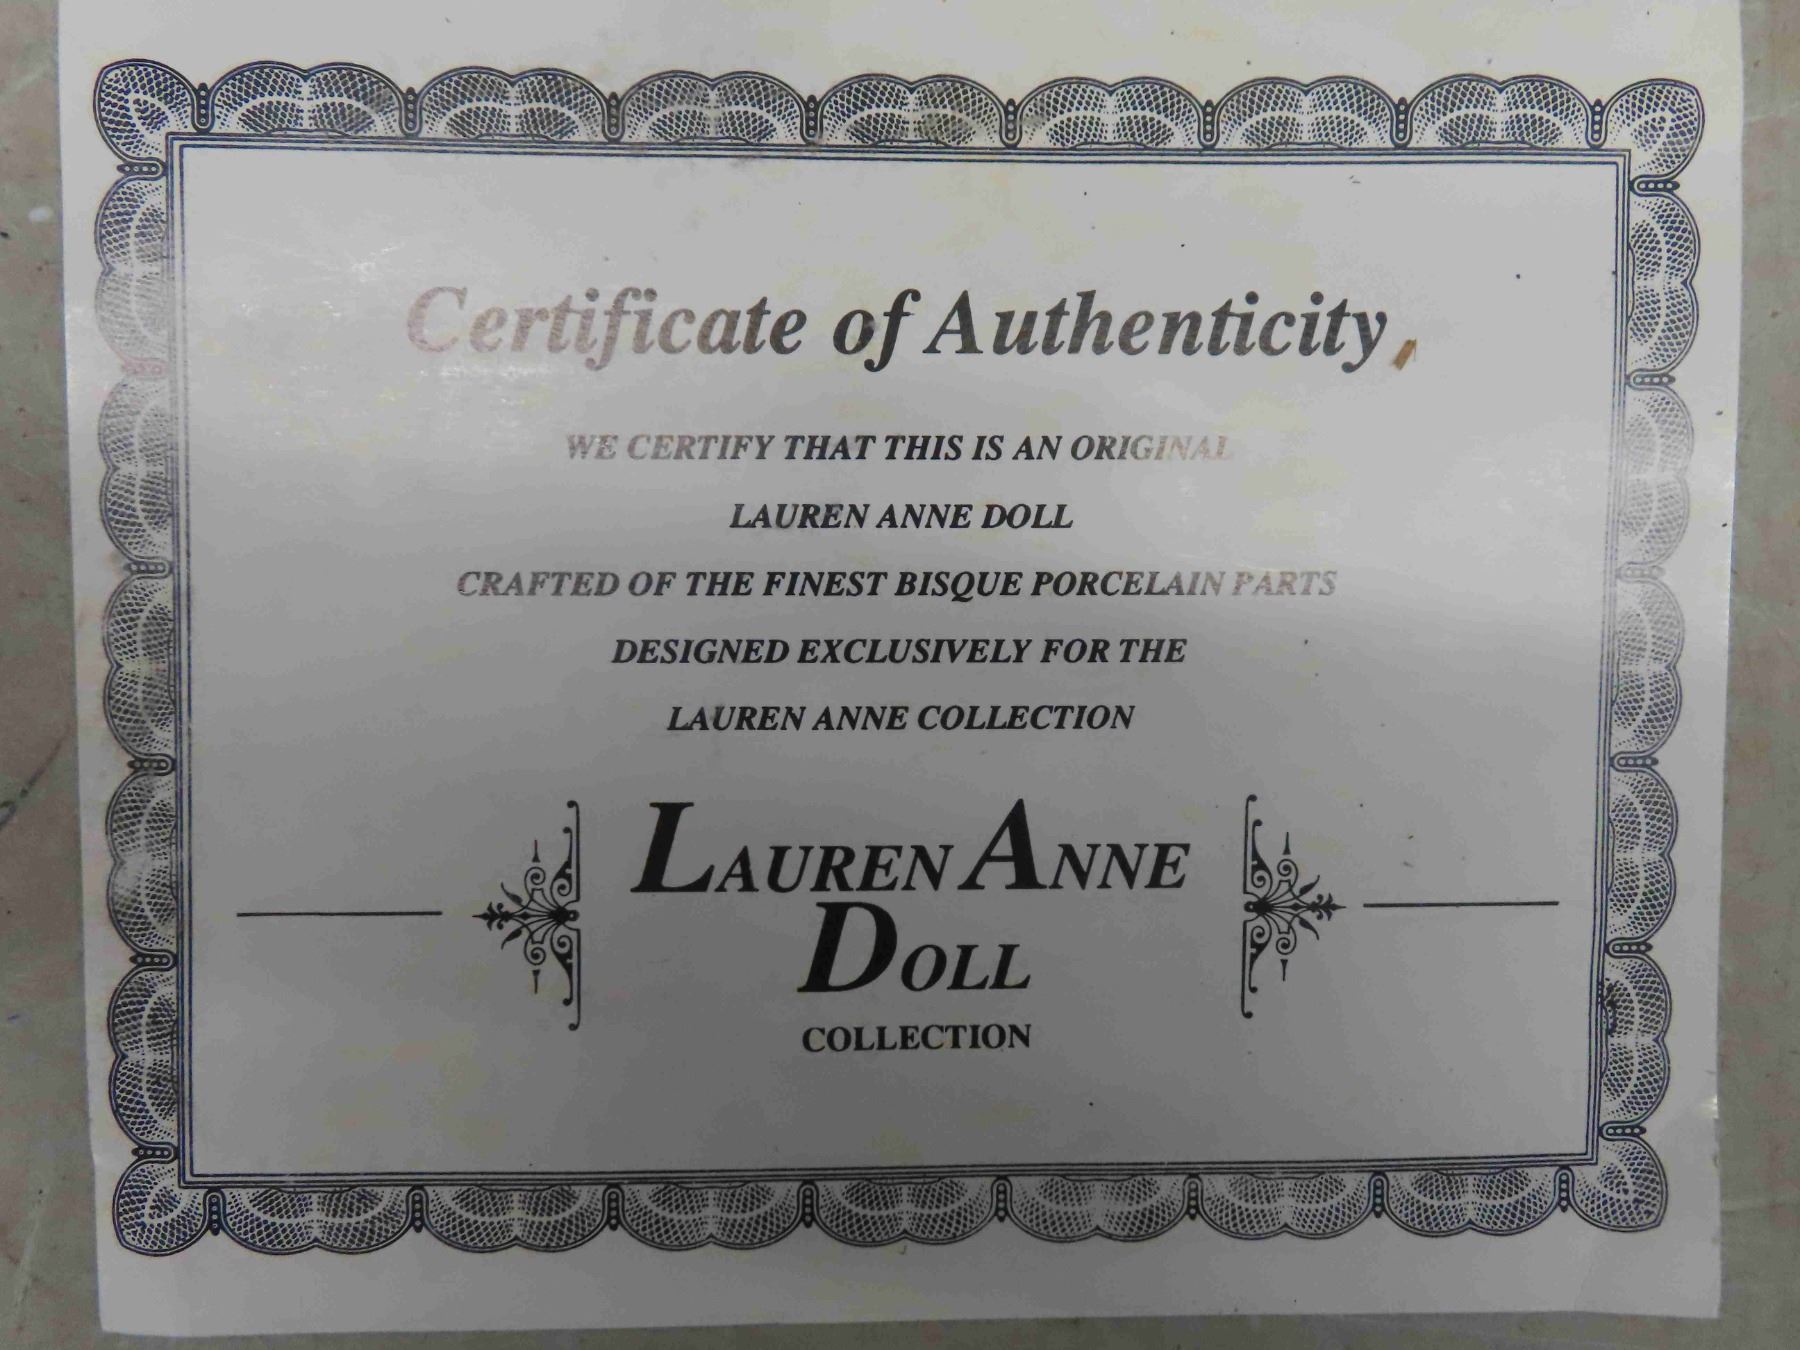 Certificate of Authenticity
WE CERTIFY THAT THIS IS AN ORIGINAL
LAUREN ANNE DOLL
CRAFTED OF THE FINEST BISQUE PORCELAIN PARTS
DESIGNED EXCLUSIVELY FOR THE
LAUREN ANNE COLLECTION
LAUREN ANNE
DOLL
COLLECTION